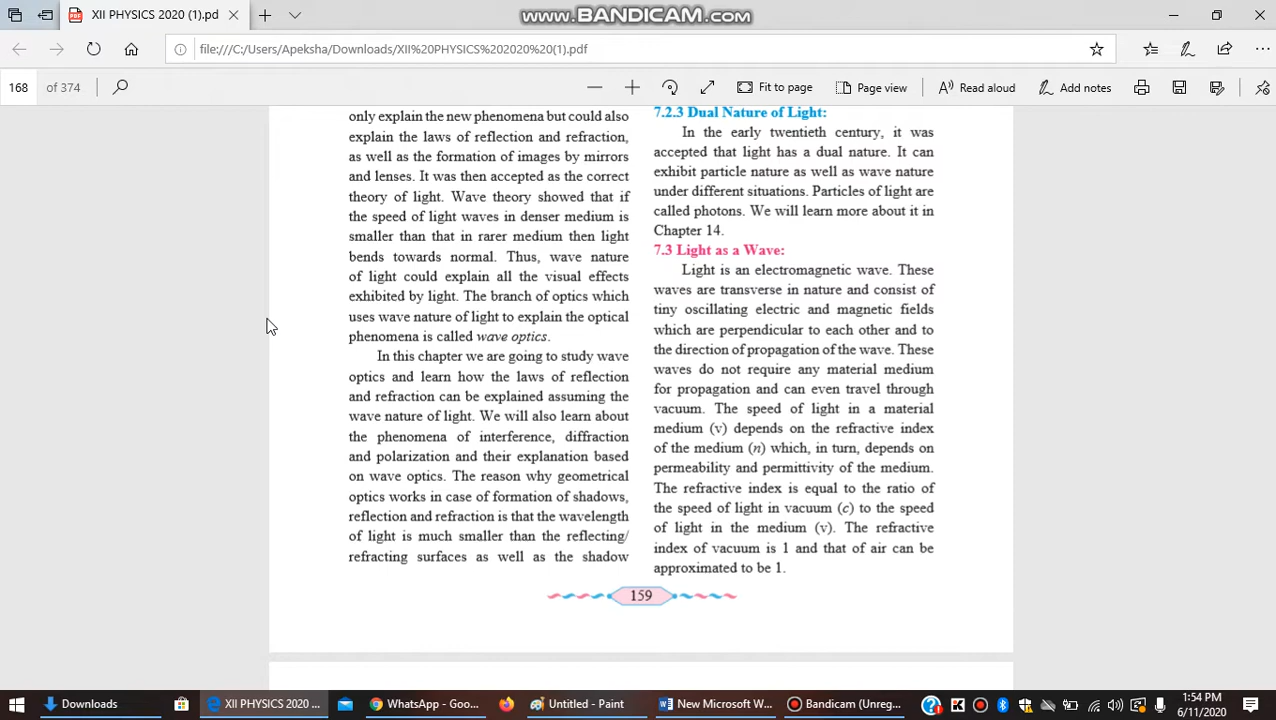 XII PHYSICS 2020 (1).pd
www.BANDICAM.com
file:///C:/Users/Apeksha/Downloads/XII%20PHYSICS%202020%20(1).pdf
168 of 374
Fit to page
Page view
Read aloud
Add notes
only explain the new phenomena but could also
explain the laws of reflection and refraction,
as well as the formation of images by mirrors
and lenses. It was then accepted as the correct
theory of light. Wave theory showed that if
the speed of light waves in denser medium is
smaller than that in rarer medium then light
bends towards normal. Thus, wave nature
of light could explain all the visual effects
exhibited by light. The branch of optics which
uses wave nature of light to explain the optical
phenomena is called wave optics.
In this chapter we are going to study wave
optics and learn how the laws of reflection
and refraction can be explained assuming the
wave nature of light. We will also learn about
the phenomena of interference, diffraction
and polarization and their explanation based
on wave optics. The reason why geometrical
optics works in case of formation of shadows,
reflection and refraction is that the wavelength
of light is much smaller than the reflecting/
refracting surfaces as well as the shadow
7.2.3 Dual Nature of Light:
In the early twentieth century, it was
accepted that light has a dual nature. It can
exhibit particle nature as well as wave nature
under different situations. Particles of light are
called photons. We will learn more about it in
Chapter 14.
7.3 Light as a Wave:
Light is an electromagnetic wave. These
waves are transverse in nature and consist of
tiny oscillating electric and magnetic fields
which are perpendicular to each other and to
the direction of propagation of the wave. These
waves do not require any material medium
for propagation and can even travel through
vacuum. The speed of light in a material
medium (v) depends on the refractive index
of the medium (n) which, in turn, depends on
permeability and permittivity of the medium.
The refractive index is equal to the ratio of
the speed of light in vacuum (c) to the speed
of light in the medium (v). The refractive
index of vacuum is 1 and that of air can be
approximated to be 1.
159
Downloads
XII PHYSICS 2020 ...
WhatsApp - Goo...
Untitled - Paint
New Microsoft W...
Bandicam (Unreg...
1:54 PM
6/11/2020